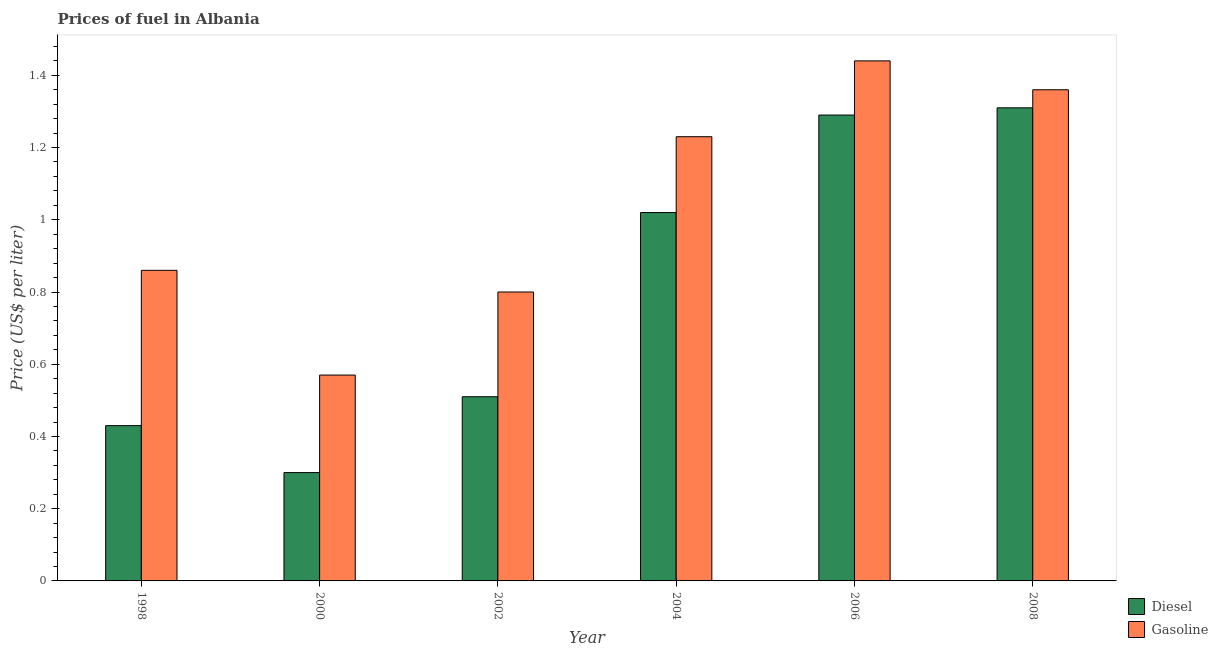 Prices of fuel in Albania
Price (US$ per liter)
1.4
1.2
1
0.8
0.6
0.4
0.2
0
1998
2000
2002
2004
2006
2008
Year
Diesel
Gasoline